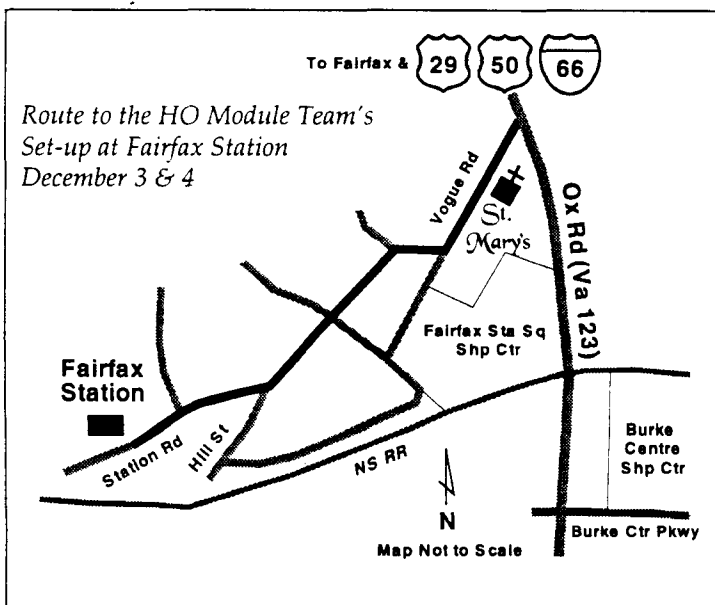 To Fairfax & 29 50 66
Route to the HO Module Team's
Set-up at Fairfax Station
December 3 & 4
Vogue Rd
St.
Mary's
Ox Rd (Va 123)
Fairfax Sta Sq
Shp Ctr
Fairfax
Station
Station Rd
Hill St
NS RR
Burke
Centre
Shp Ctr
N
Map Not to Scale
Burke Ctr Pkwy